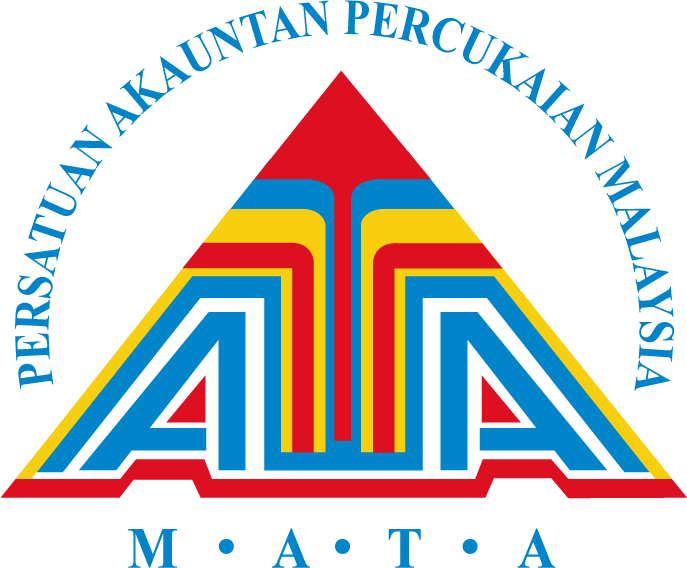 PERSATUAN AKAUNTAN PERCUKAIAN MALAYSIA
M • A • T • A